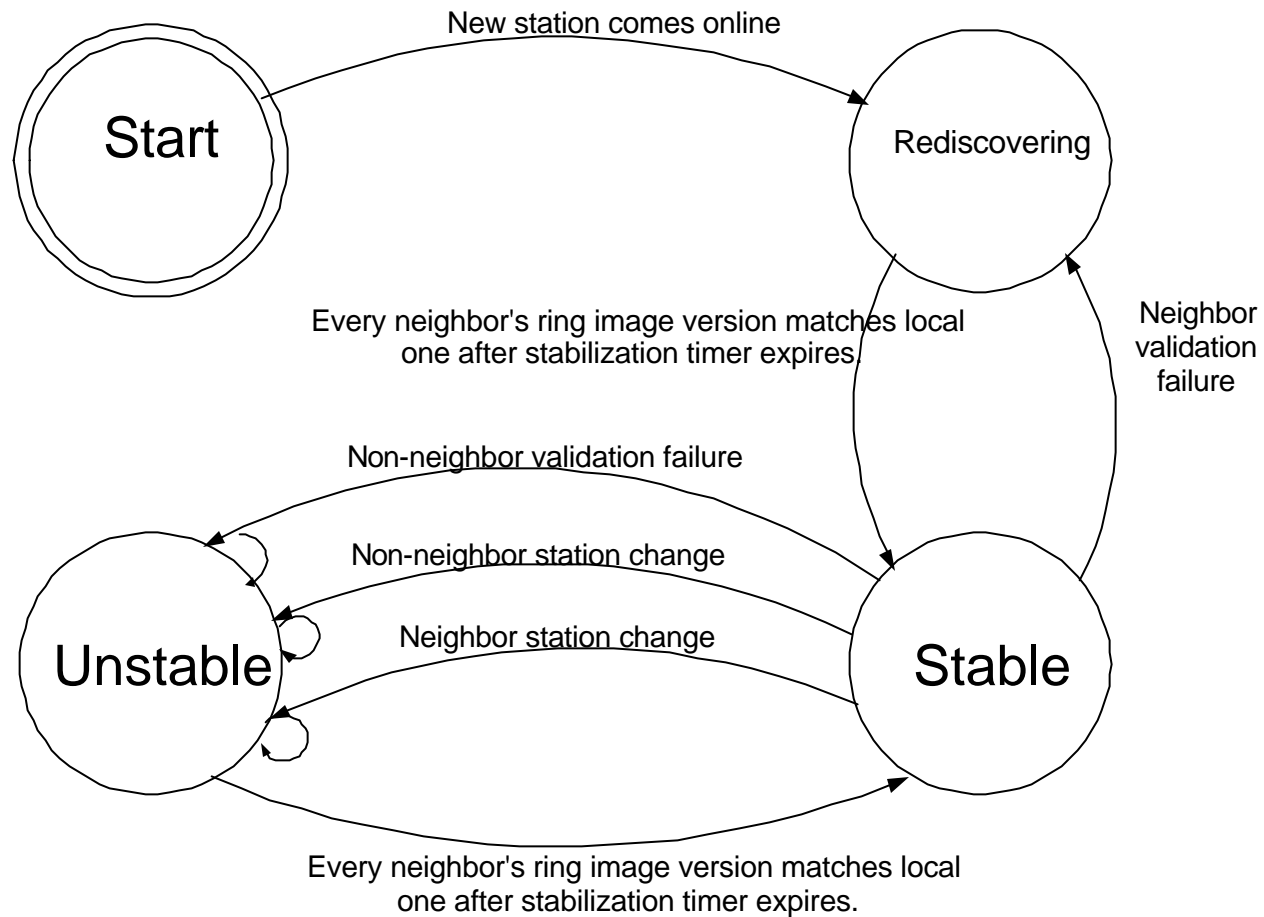 New station comes online
Start
Rediscovering
Every neighbor's ring image version matches local
one after stabilization timer expires.
Neighbor
validation
failure
Non-neighbor validation failure
Non-neighbor station change
Neighbor station change
Unstable
Stable
Every neighbor's ring image version matches local
one after stabilization timer expires.